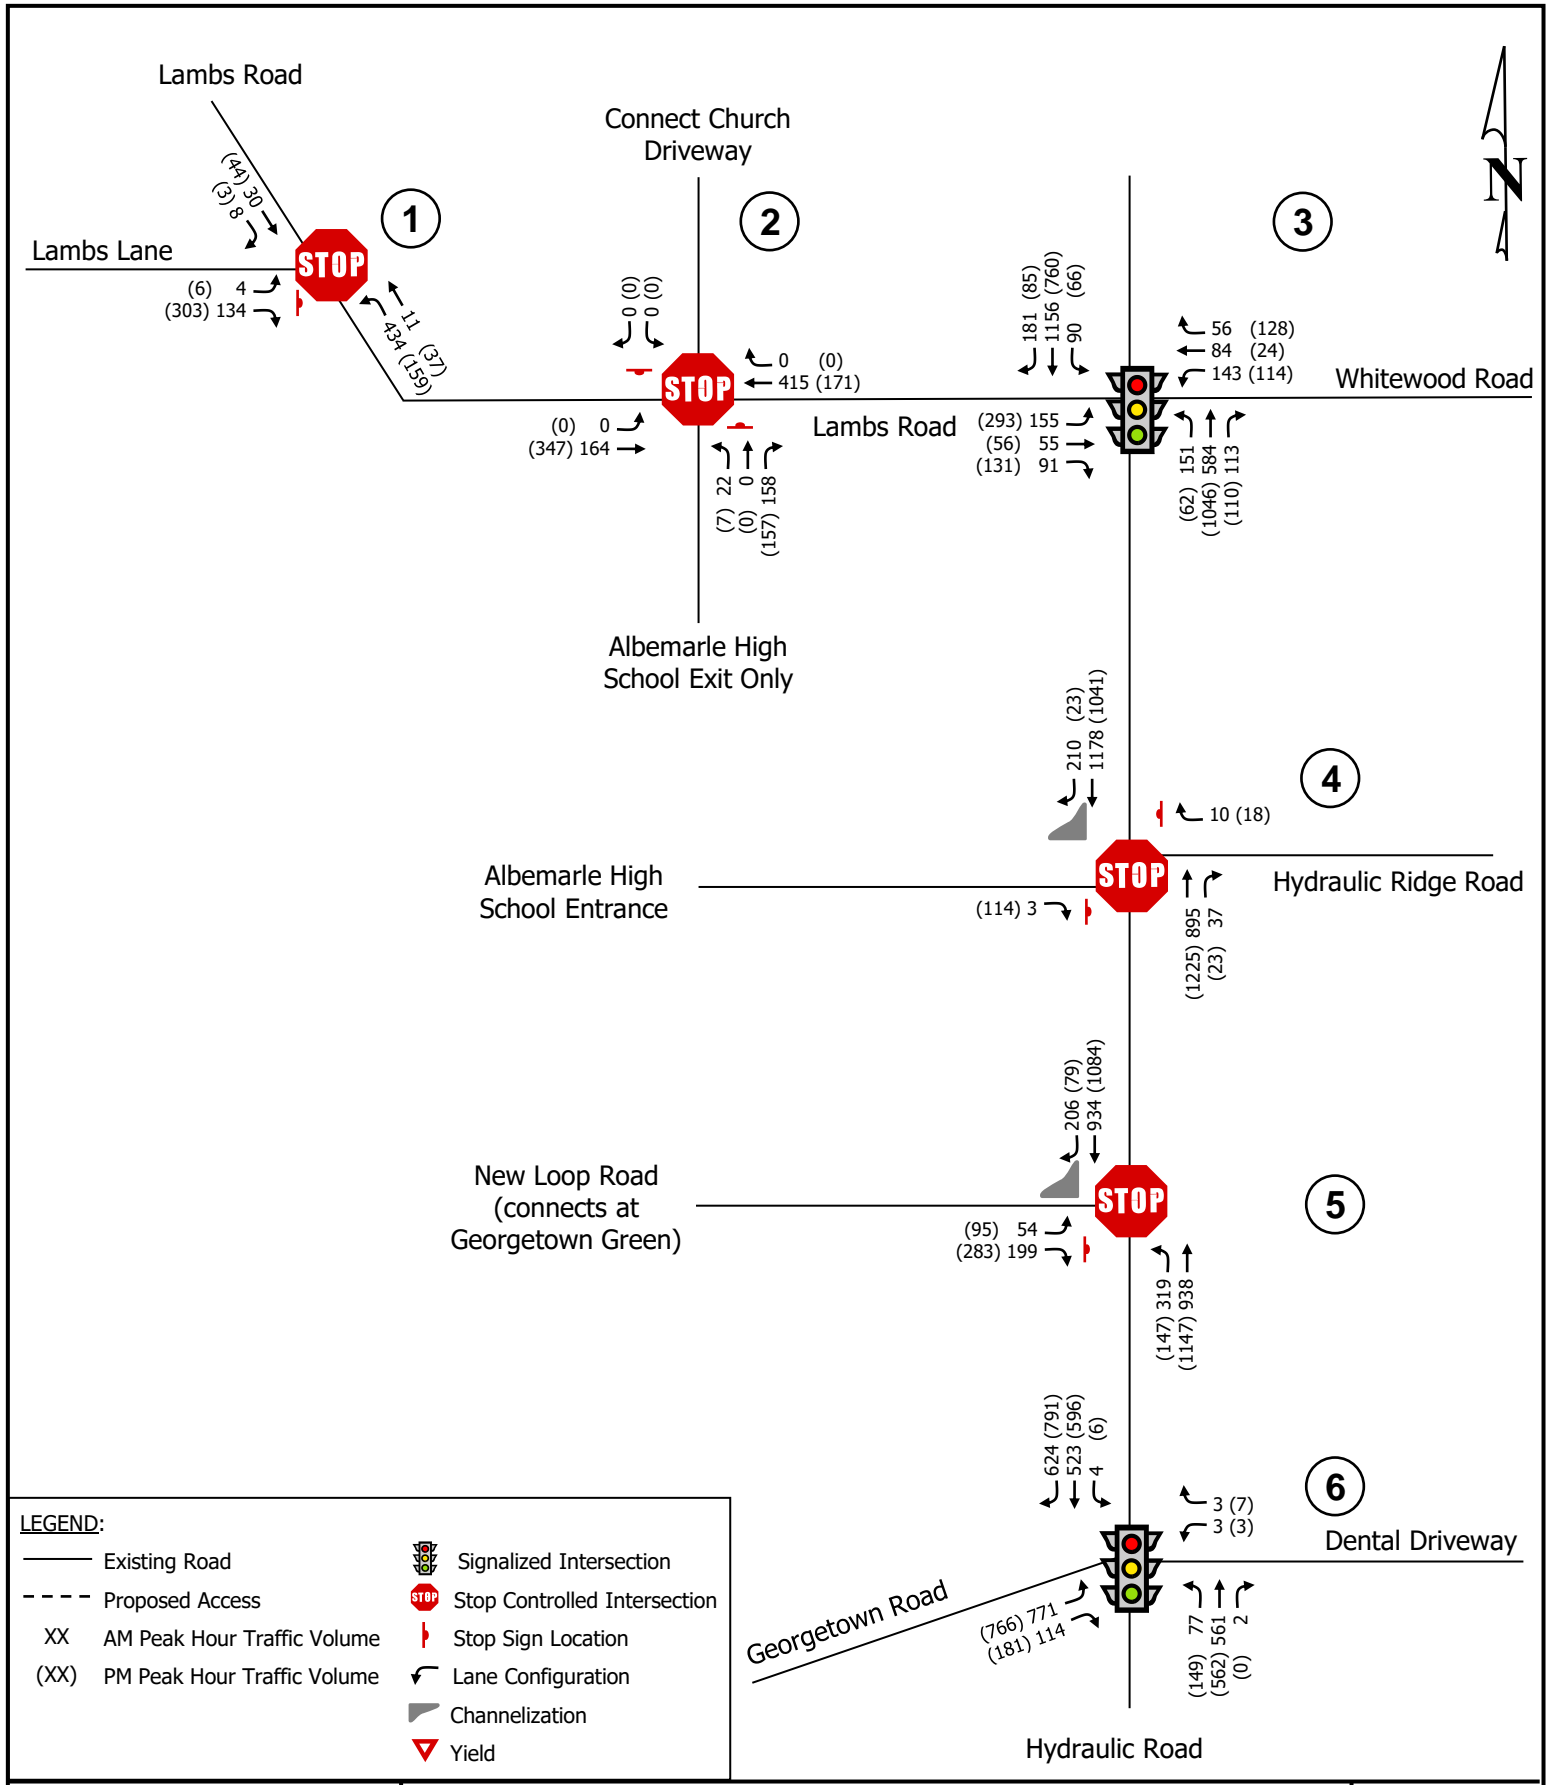 Lambs Road
(44) 30
(3) 8
1
Lambs Lane
STOP
(6) 4
(303) 134
11 (37)
434 (159)
Connect Church
Driveway
2
0 (0)
0 (0)
STOP
0 (0)
415 (171)
(0) 0
(347) 164
(7) 22
(0) 0
(157) 158
Albemarle High
School Exit Only
N
3
181 (85)
1156 (760)
90 (66)
56 (128)
84 (24)
143 (114)
Whitewood Road
Lambs Road
(293) 155
(56) 55
(131) 91
(62) 151
(1046) 584
(110) 113
210 (23)
1178 (1041)
4
10 (18)
STOP
Albemarle High
School Entrance
Hydraulic Ridge Road
(114) 3
(1225) 895
(23) 37
206 (79)
934 (1084)
New Loop Road
(connects at
Georgetown Green)
STOP
5
(95) 54
(283) 199
(147) 319
(1147) 938
624 (791)
523 (596)
4 (6)
6
3 (7)
3 (3)
Dental Driveway
Georgetown Road
(766) 771
(181) 114
(149) 77
(562) 561
(0) 2
Hydraulic Road
LEGEND:
Existing Road
Proposed Access
XX AM Peak Hour Traffic Volume
(XX) PM Peak Hour Traffic Volume
Signalized Intersection
STOP Stop Controlled Intersection
Stop Sign Location
Lane Configuration
Channelization
Yield